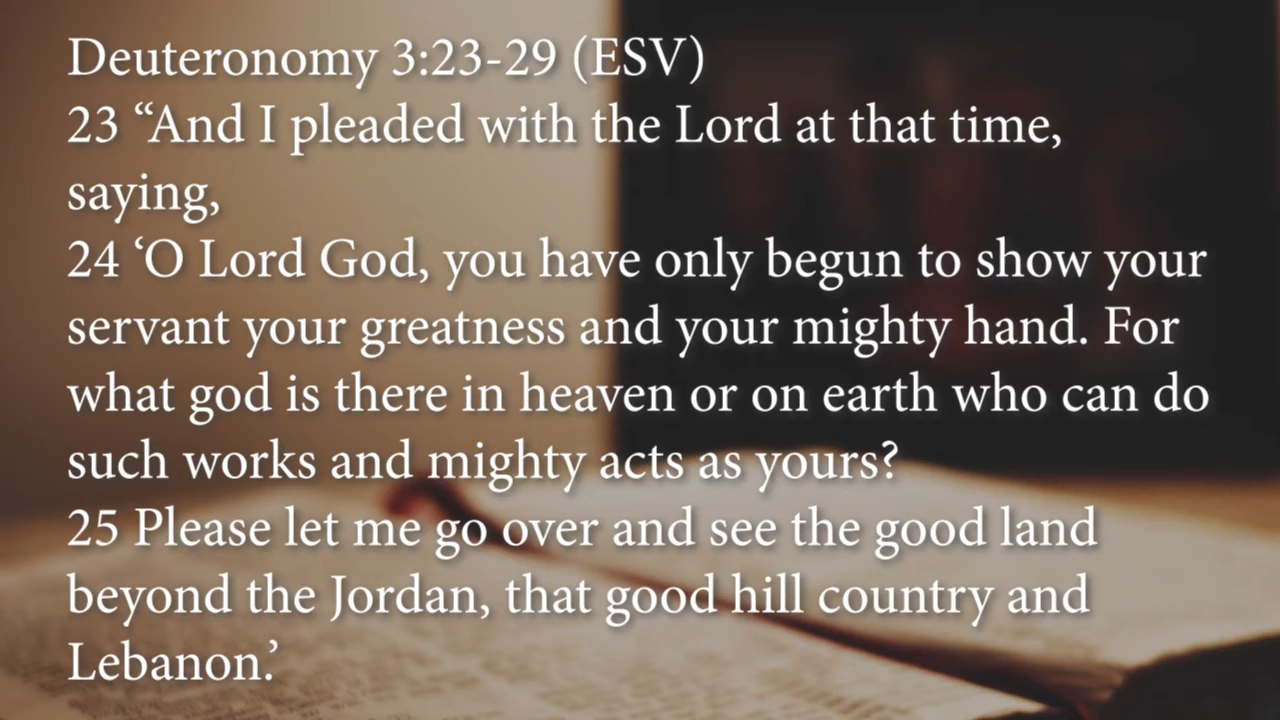 Deuteronomy 3:23-29 (ESV)
23 “And I pleaded with the Lord at that time,
saying,
24 ‘O Lord God, you have only begun to show your
servant your greatness and your mighty hand. For
what god is there in heaven or on earth who can do
such works and mighty acts as yours?
25 Please let me go over and see the good land
beyond the Jordan, that good hill country and
Lebanon.’